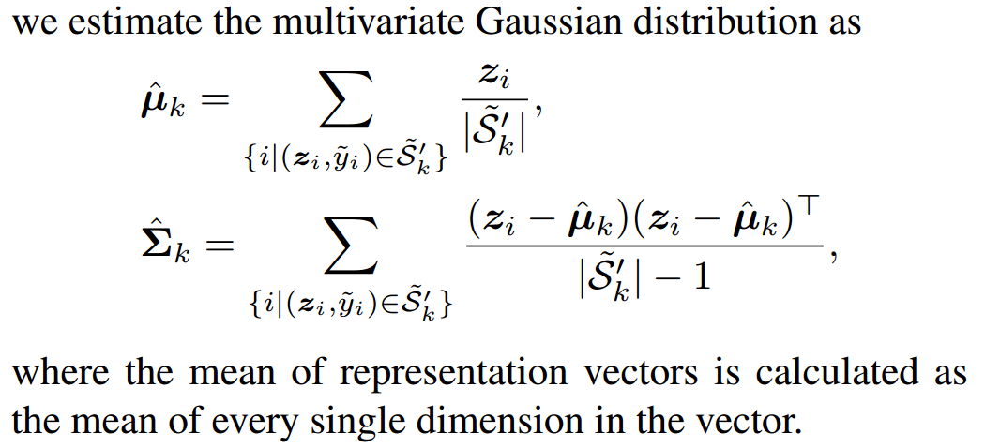 we estimate the multivariate Gaussian distribution as
$$\hat{\boldsymbol{\mu}}_k = \sum_{\{i|(\boldsymbol{z}_i,\tilde{y}_i)\in\tilde{\mathcal{S}}'_k\}} \frac{\boldsymbol{z}_i}{|\tilde{\mathcal{S}}'_k|},$$
$$\hat{\boldsymbol{\Sigma}}_k = \sum_{\{i|(\boldsymbol{z}_i,\tilde{y}_i)\in\tilde{\mathcal{S}}'_k\}} \frac{(\boldsymbol{z}_i - \hat{\boldsymbol{\mu}}_k)(\boldsymbol{z}_i - \hat{\boldsymbol{\mu}}_k)^\top}{|\tilde{\mathcal{S}}'_k| - 1},$$
where the mean of representation vectors is calculated as
the mean of every single dimension in the vector.